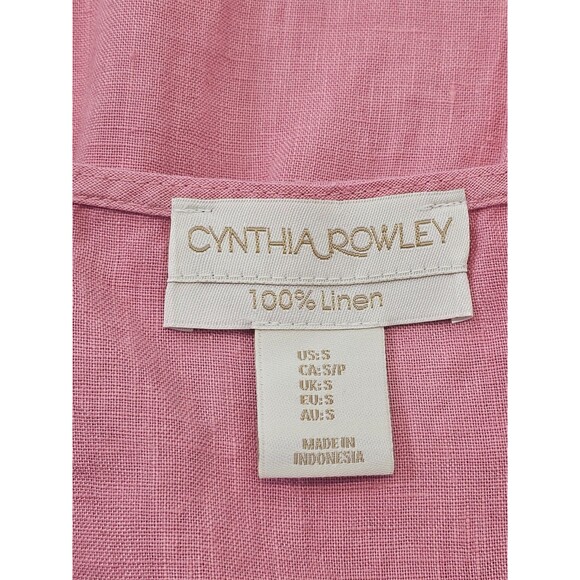 CYNTHIA ROWLEY
100% Linen
US: S
CA: S/P
UK: S
EU: S
AU: S
MADE IN
INDONESIA